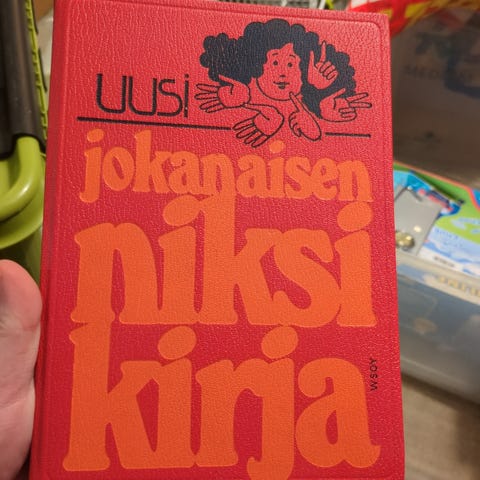 uusi
jokanaisen
niksi
kirja
WSOY